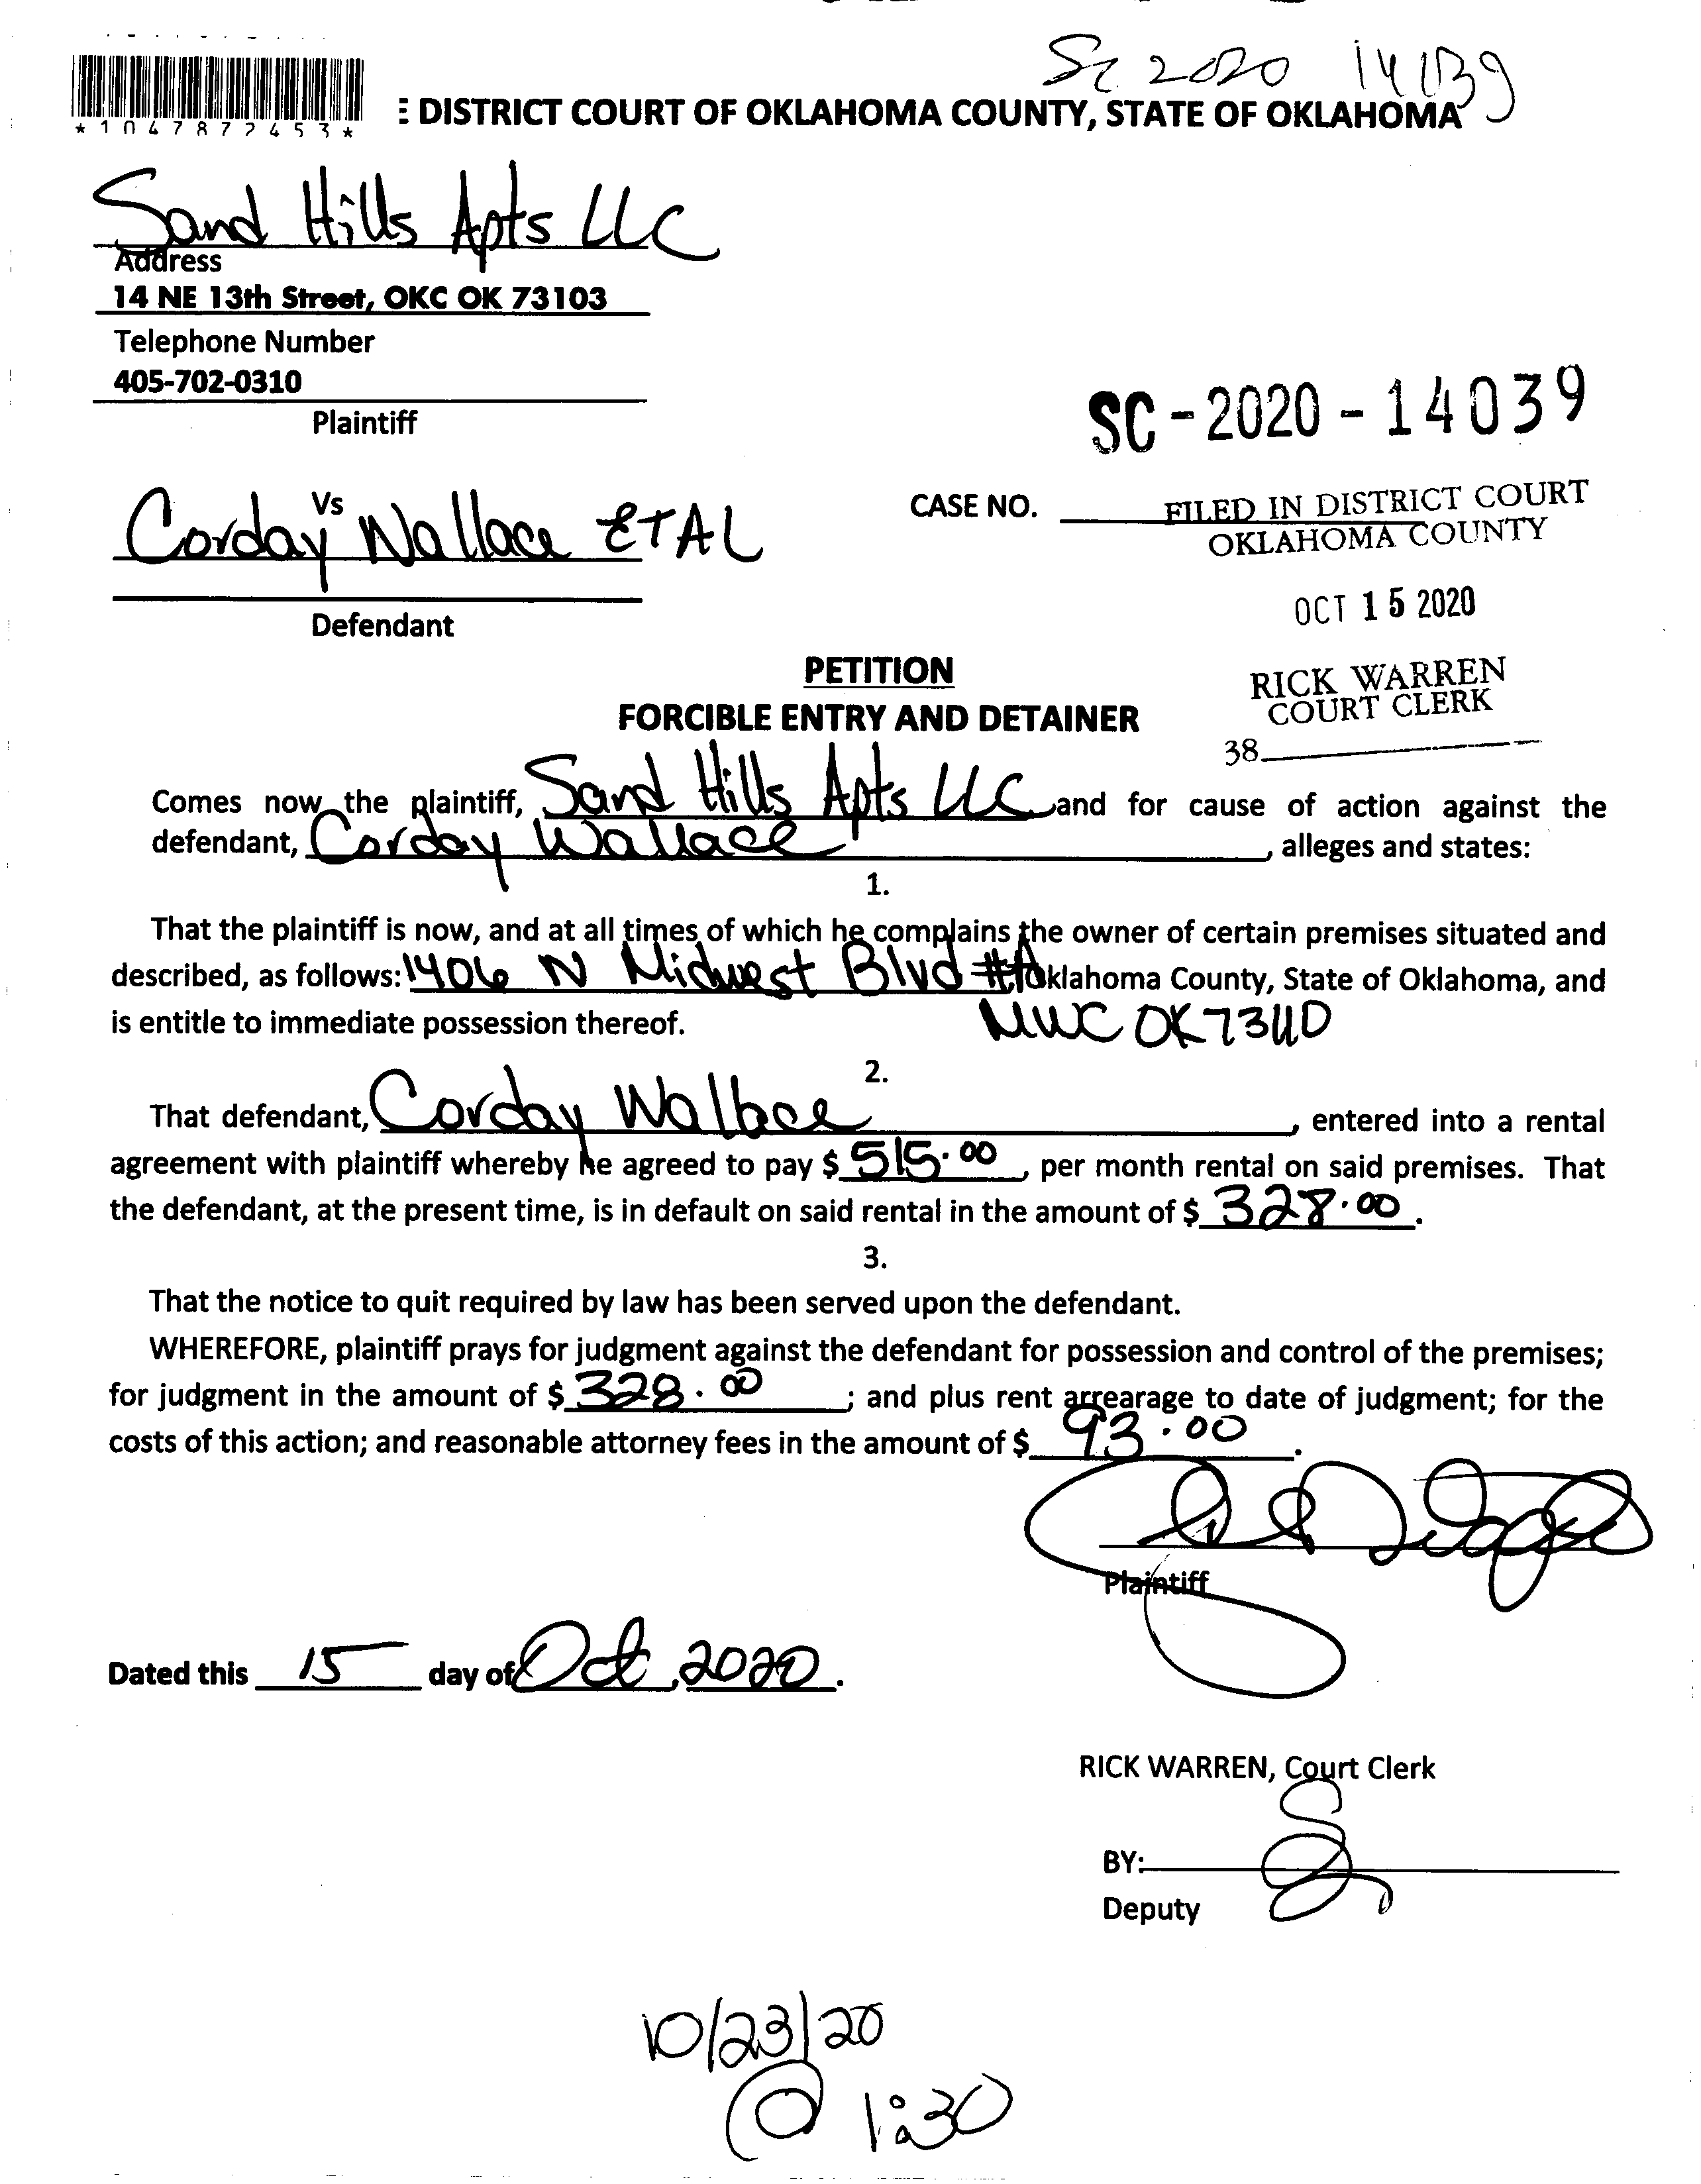 Sc 2020 14039
*1047872453*
E DISTRICT COURT OF OKLAHOMA COUNTY, STATE OF OKLAHOMA
Sand Hills Apts LLC
Address
14 NE 13th Street, OKC OK 73103
Telephone Number
405-702-0310
Plaintiff
SC-2020-14039
Vs
Corday Wallace ETAL
CASE NO.
FILED IN DISTRICT COURT
OKLAHOMA COUNTY
OCT 15 2020
Defendant
PETITION
RICK WARREN
COURT CLERK
FORCIBLE ENTRY AND DETAINER
38
Comes now the plaintiff, Sand Hills Apts LLC and for cause of action against the
defendant, Corday Wallace, alleges and states:
1.
That the plaintiff is now, and at all times of which he complains the owner of certain premises situated and
described, as follows: 1406 N Midwest Blvd #A Oklahoma County, State of Oklahoma, and
is entitle to immediate possession thereof. MWC OK 73110
2.
That defendant, Corday Wallace, entered into a rental
agreement with plaintiff whereby he agreed to pay $ 515.00, per month rental on said premises. That
the defendant, at the present time, is in default on said rental in the amount of $ 328.00.
3.
That the notice to quit required by law has been served upon the defendant.
WHEREFORE, plaintiff prays for judgment against the defendant for possession and control of the premises;
for judgment in the amount of $ 328.00; and plus rent arrearage to date of judgment; for the
costs of this action; and reasonable attorney fees in the amount of $ 93.00.
Plaintiff
Dated this 15 day of Oct, 2020.
RICK WARREN, Court Clerk
BY:
Deputy
10/23/20
@ 1:30